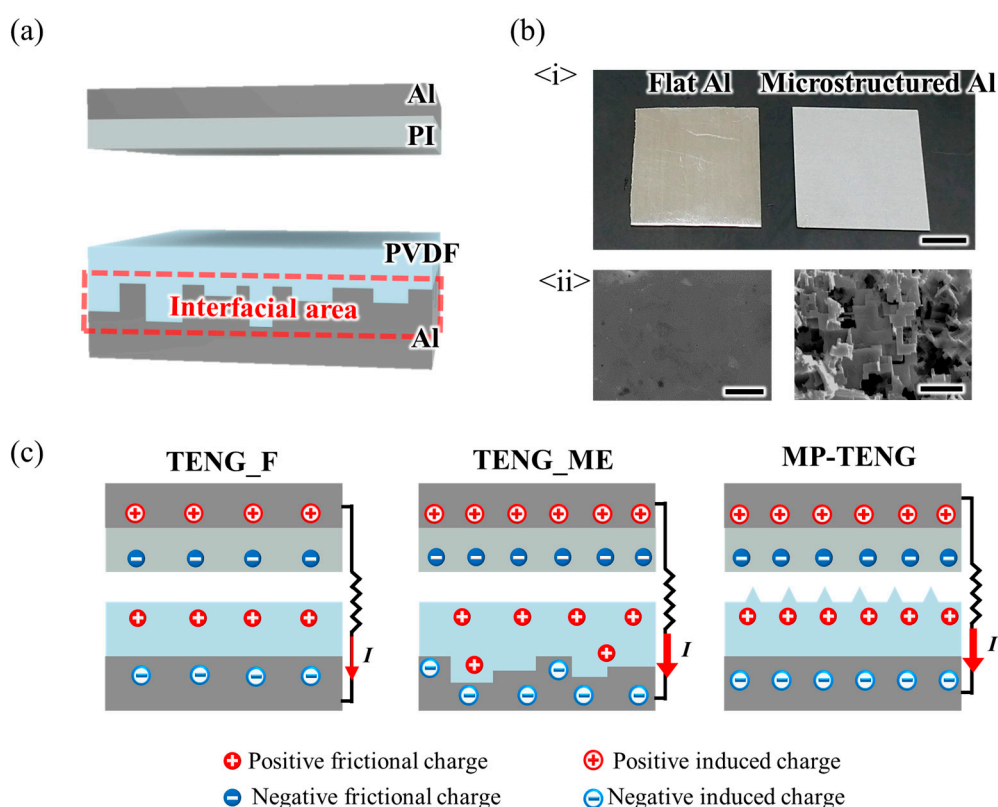 (a)
Al
PI
PVDF
Interfacial area
Al
(b)
<i>
Flat Al
Microstructured Al
<ii>
(c)
TENG_F
TENG_ME
MP-TENG
I
I
I
Positive frictional charge
Positive induced charge
Negative frictional charge
Negative induced charge